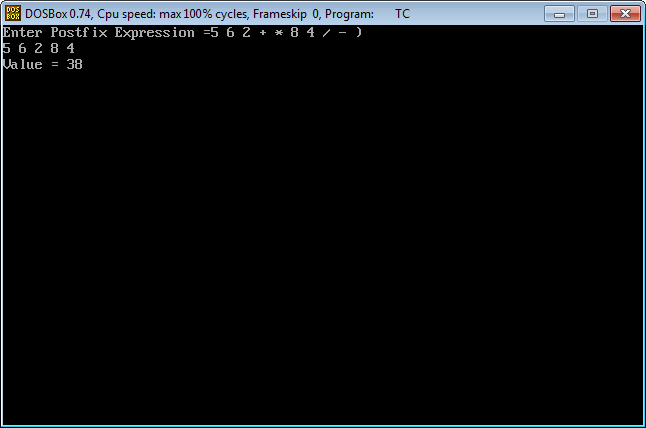 DOSBox 0.74, Cpu speed: max 100% cycles, Frameskip 0, Program: TC
Enter Postfix Expression =5 6 2 + * 8 4 / - )
5 6 2 8 4
Value = 38